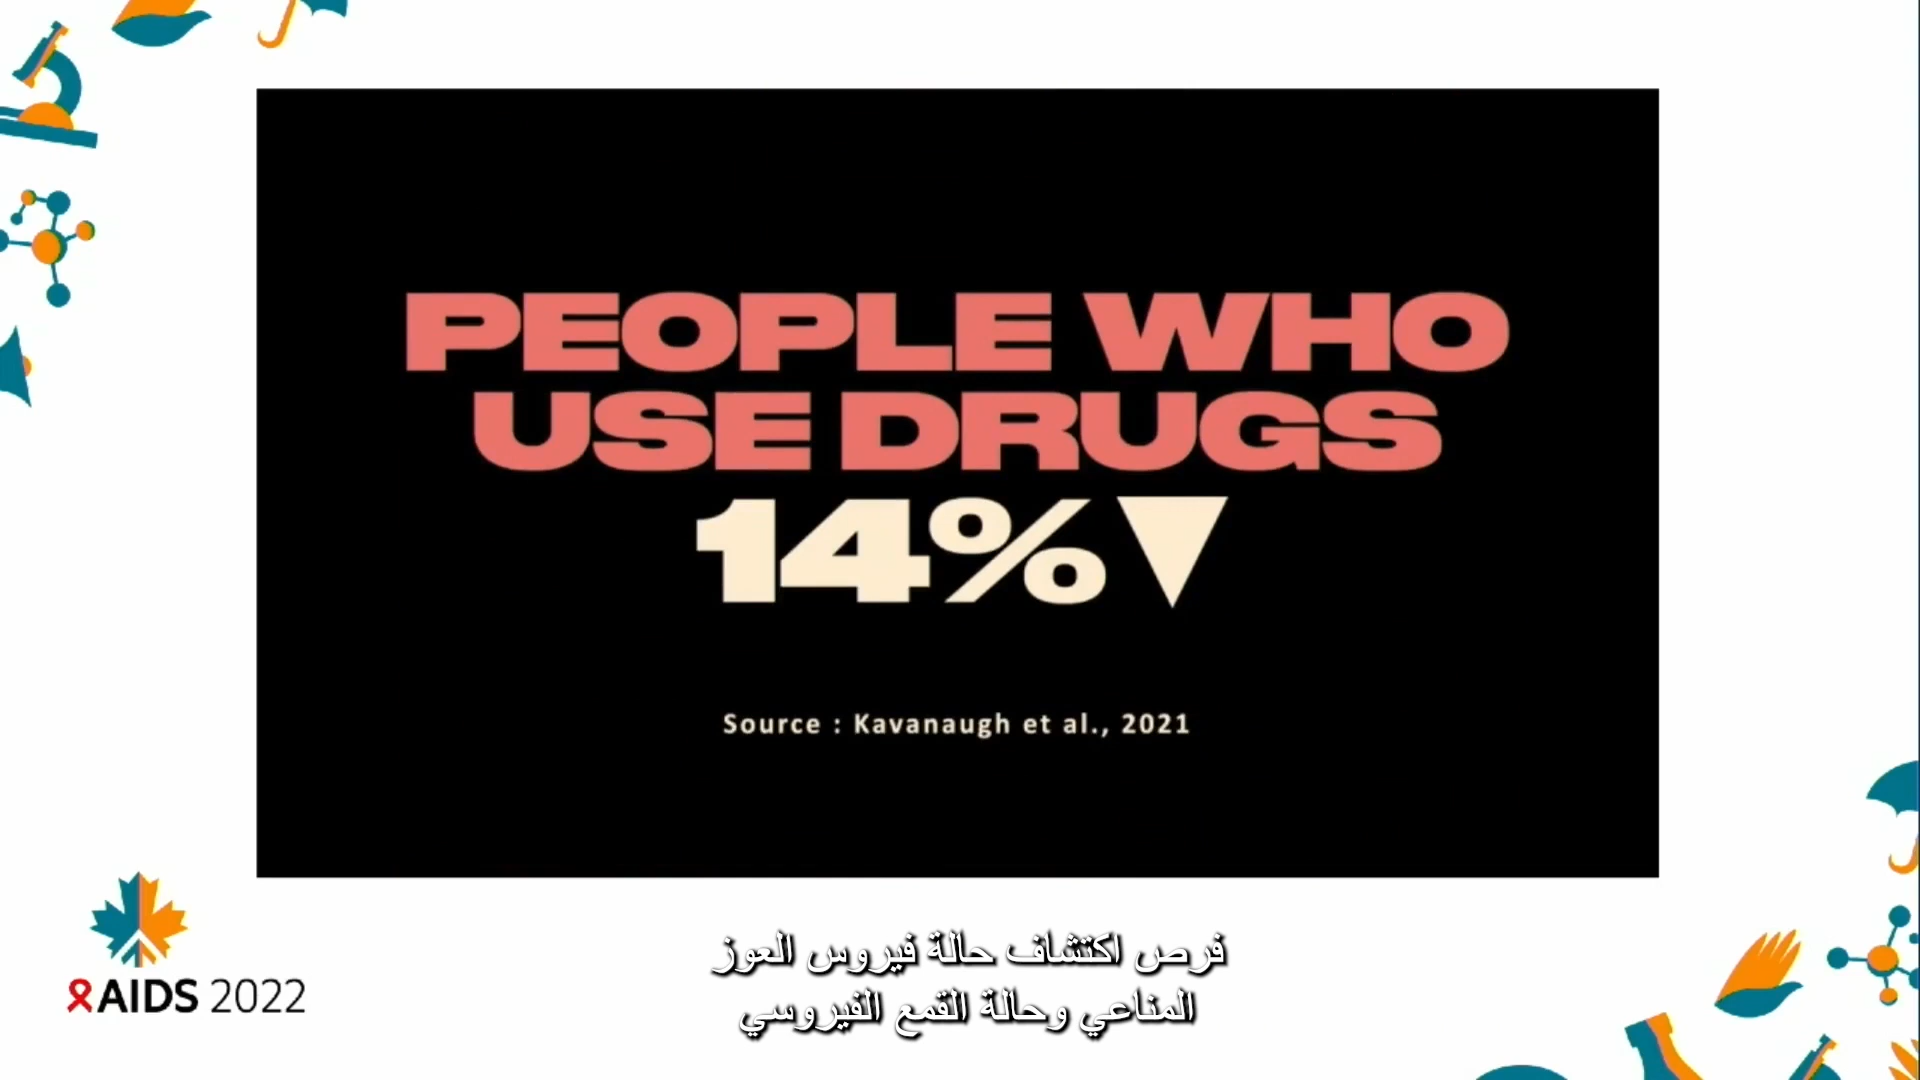 PEOPLE WHO
USE DRUGS
14%▼
Source : Kavanaugh et al., 2021
AIDS 2022
فرص اكتشاف حالة فيروس العوز
المناعي وحالة القمع الفيروسي